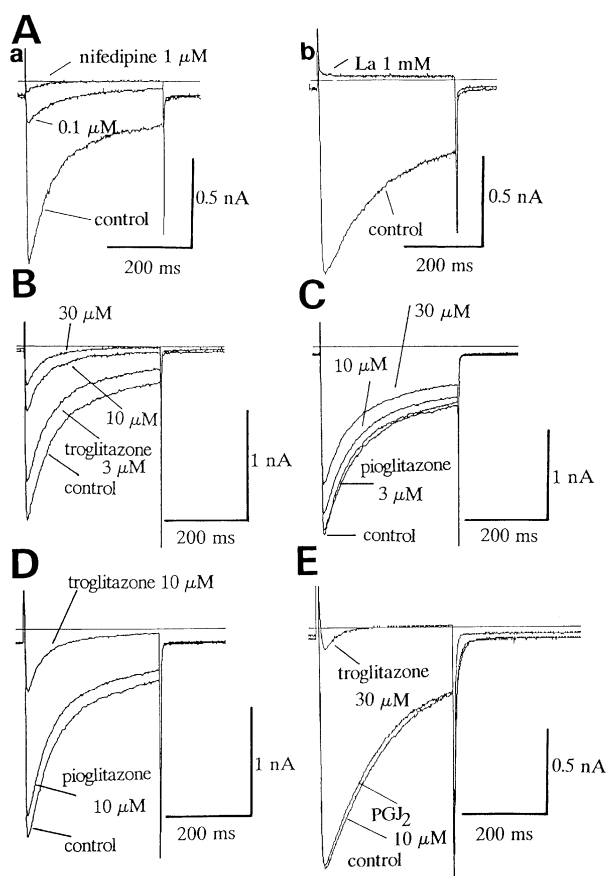 A
a
nifedipine 1 μM
0.1 μM
control
0.5 nA
200 ms
b
La 1 mM
control
0.5 nA
200 ms
B
30 μM
10 μM
troglitazone
3 μM
control
1 nA
200 ms
C
30 μM
10 μM
pioglitazone
3 μM
control
1 nA
200 ms
D
troglitazone 10 μM
pioglitazone
10 μM
control
1 nA
200 ms
E
troglitazone
30 μM
PGJ2
10 μM
control
0.5 nA
200 ms